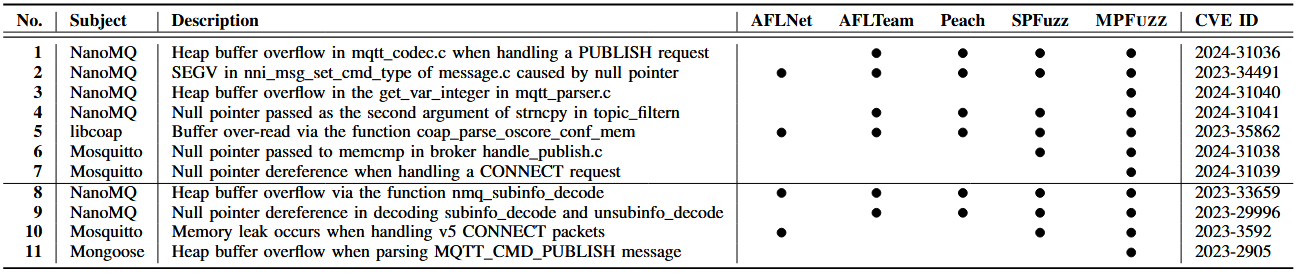 No. Subject Description AFLNet AFLTeam Peach SPFuzz MPFUZZ CVE ID
1 NanoMQ Heap buffer overflow in mqtt_codec.c when handling a PUBLISH request ● ● ● ● 2024-31036
2 NanoMQ SEGV in nni_msg_set_cmd_type of message.c caused by null pointer ● ● ● ● ● 2023-34491
3 NanoMQ Heap buffer overflow in the get_var_integer in mqtt_parser.c ● 2024-31040
4 NanoMQ Null pointer passed as the second argument of strncpy in topic_filtern ● ● ● ● 2024-31041
5 libcoap Buffer over-read via the function coap_parse_oscore_conf_mem ● ● ● ● ● 2023-35862
6 Mosquitto Null pointer passed to memcmp in broker handle_publish.c ● ● 2024-31038
7 Mosquitto Null pointer dereference when handling a CONNECT request ● 2024-31039
8 NanoMQ Heap buffer overflow via the function nmq_subinfo_decode ● ● ● ● ● 2023-33659
9 NanoMQ Null pointer dereference in decoding subinfo_decode and unsubinfo_decode ● ● ● ● 2023-29996
10 Mosquitto Memory leak occurs when handling v5 CONNECT packets ● ● ● 2023-3592
11 Mongoose Heap buffer overflow when parsing MQTT_CMD_PUBLISH message ● 2023-2905